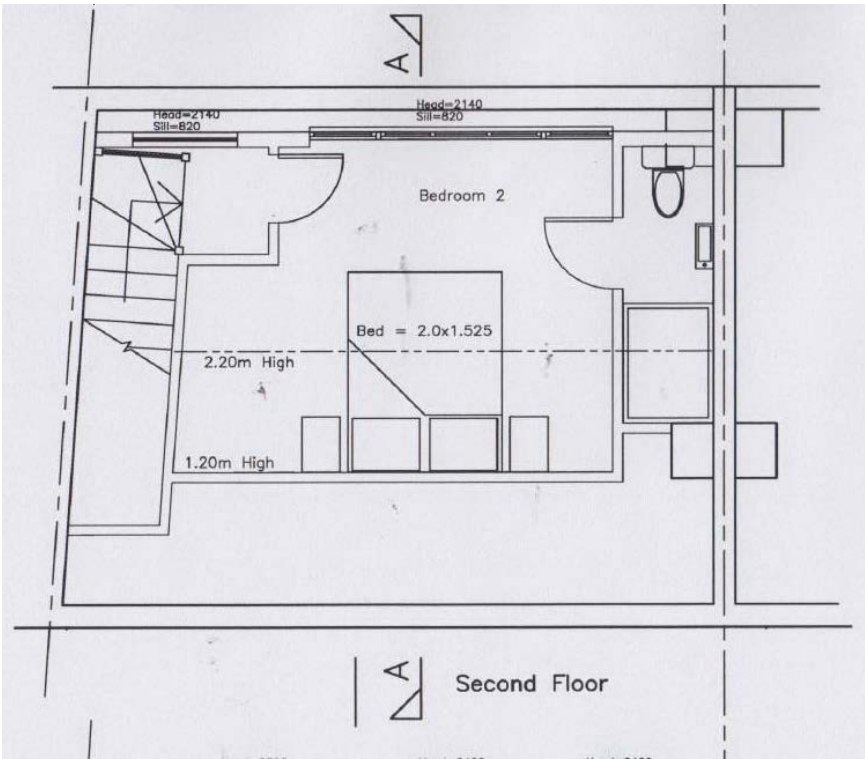 A
Head=2140
Sill=820
Head=2140
Sill=820
Bedroom 2
Bed = 2.0x1.525
2.20m High
1.20m High
A
Second Floor